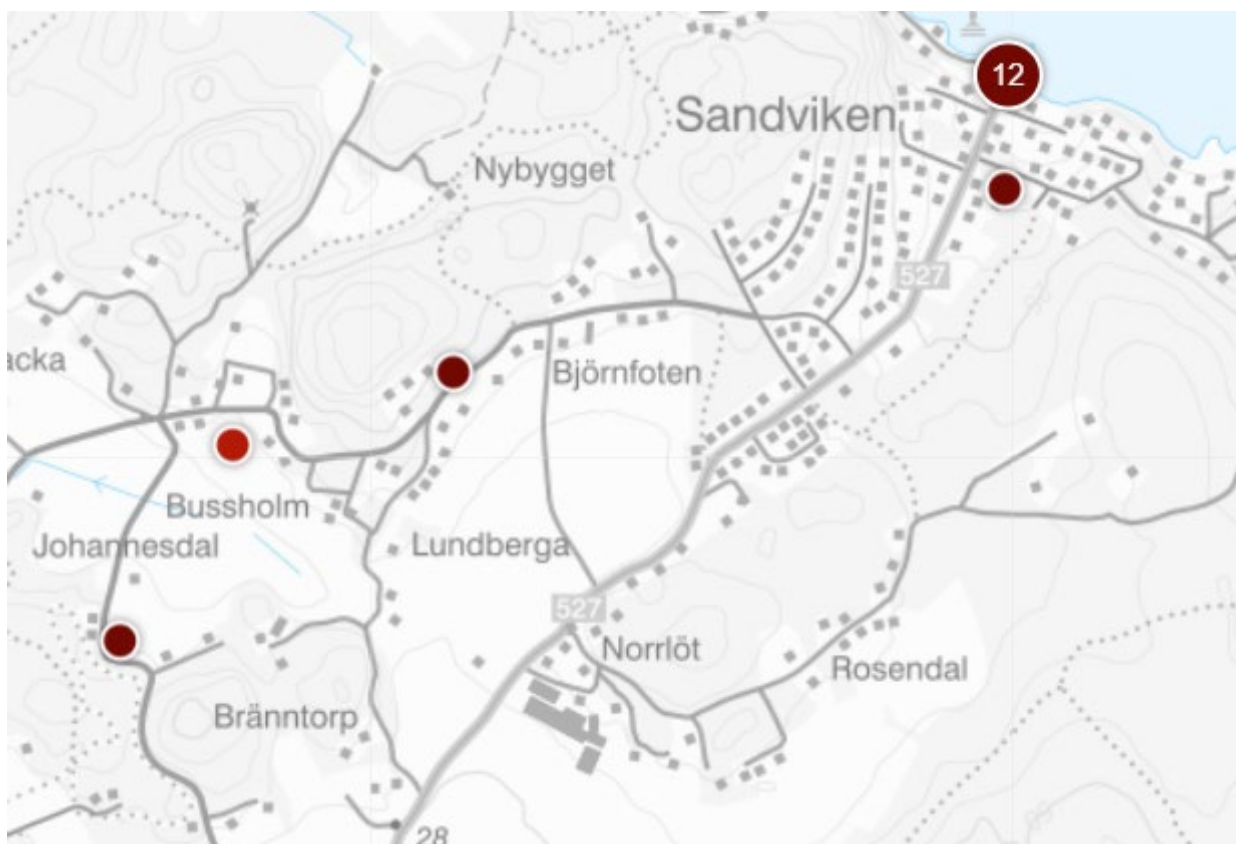 12
Sandviken
Nybygget
527
acka
Björnfoten
Bussholm
Johannesdal
Lundberga
527
Norrlöt
Rosendal
Bränntorp
28